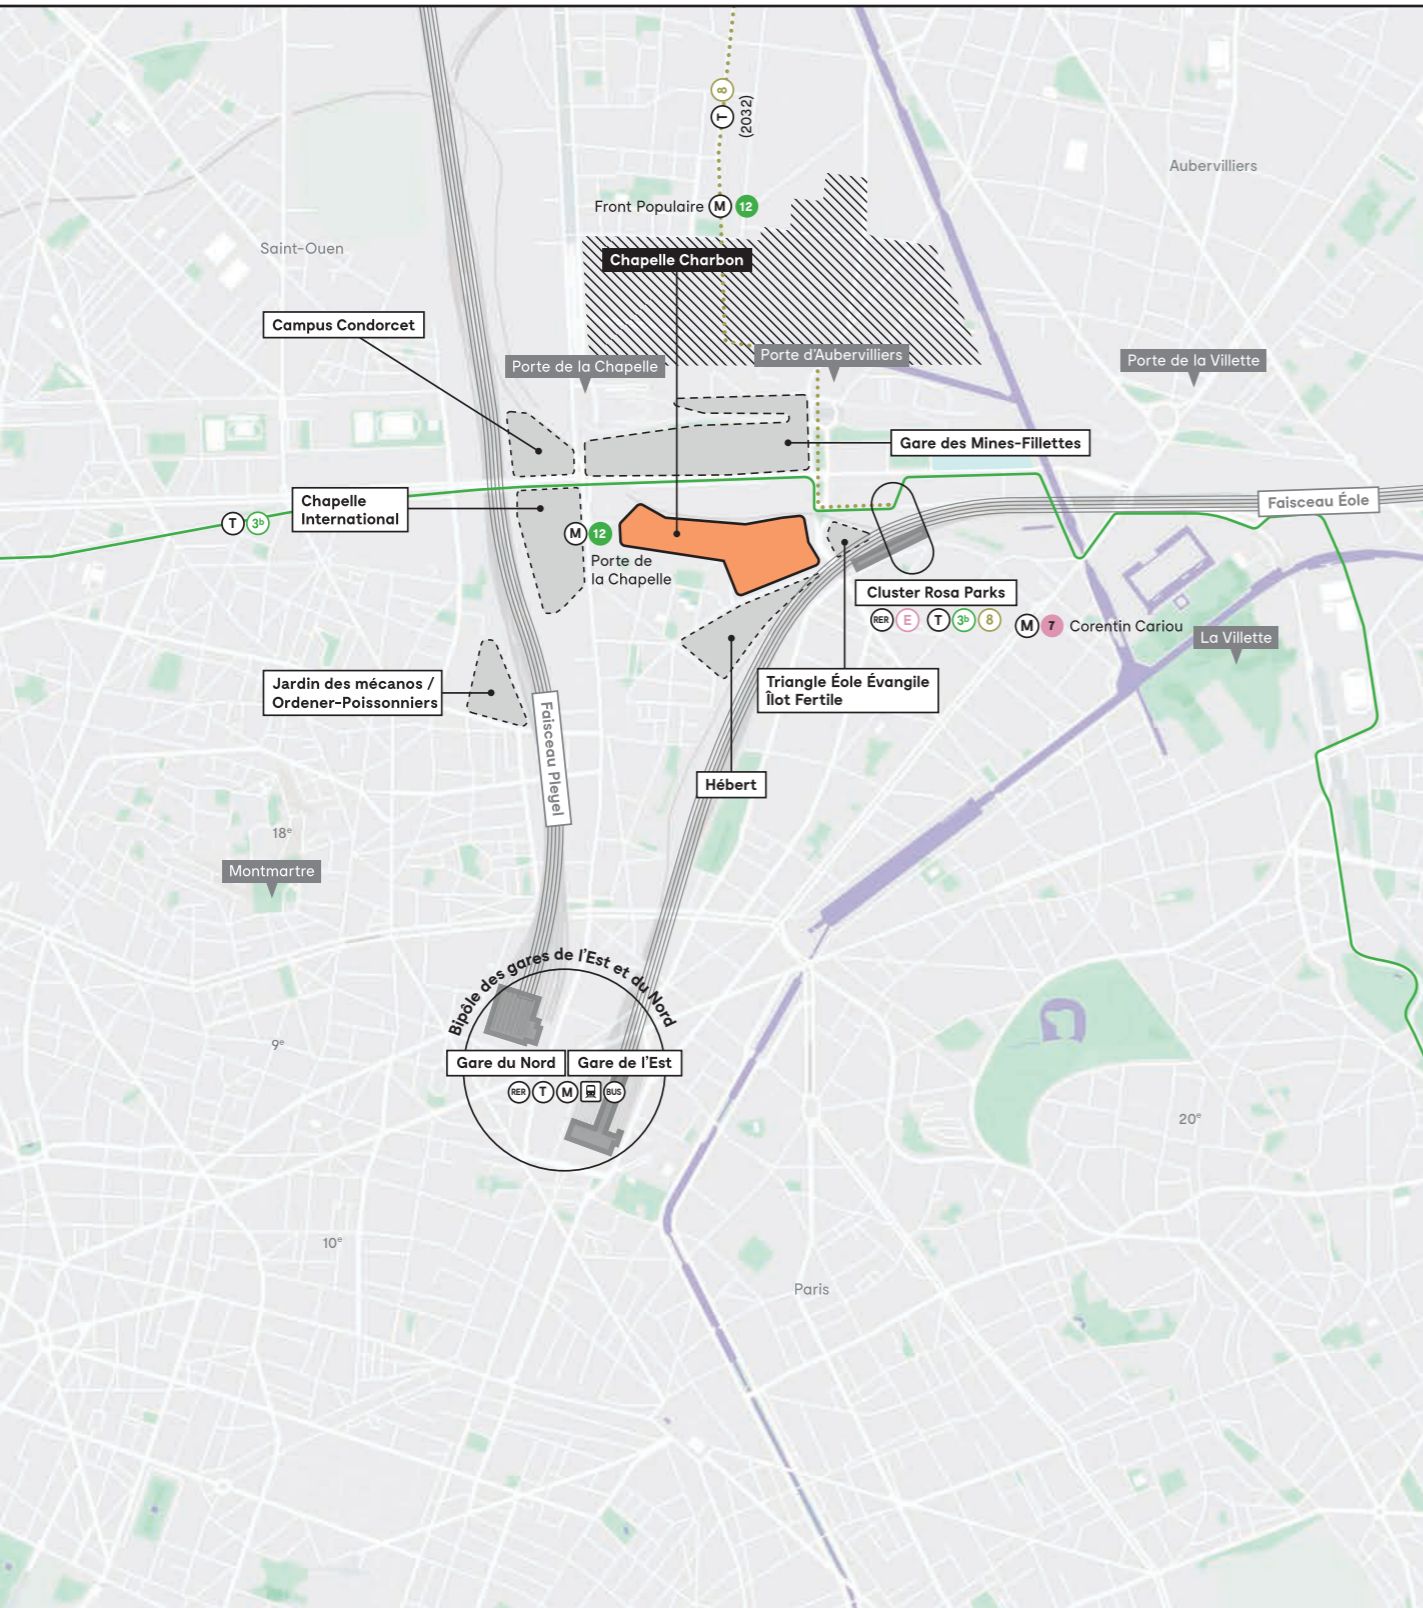 8
T
(2032)
Aubervilliers
Front Populaire M 12
Saint-Ouen
Chapelle Charbon
Campus Condorcet
Porte de la Chapelle
Porte d'Aubervilliers
Porte de la Villette
Gare des Mines-Fillettes
Chapelle
International
T 3b
Faisceau Éole
M 12
Porte de
la Chapelle
Cluster Rosa Parks
RER E T 3b 8
M 7 Corentin Cariou
La Villette
Jardin des mécanos /
Ordener-Poissonniers
Triangle Éole Évangile
Îlot Fertile
Faisceau Pleyel
Hébert
18e
Montmartre
Bipôle des gares de l'Est et du Nord
9e
Gare du Nord
Gare de l'Est
RER T M BUS
20e
10e
Paris